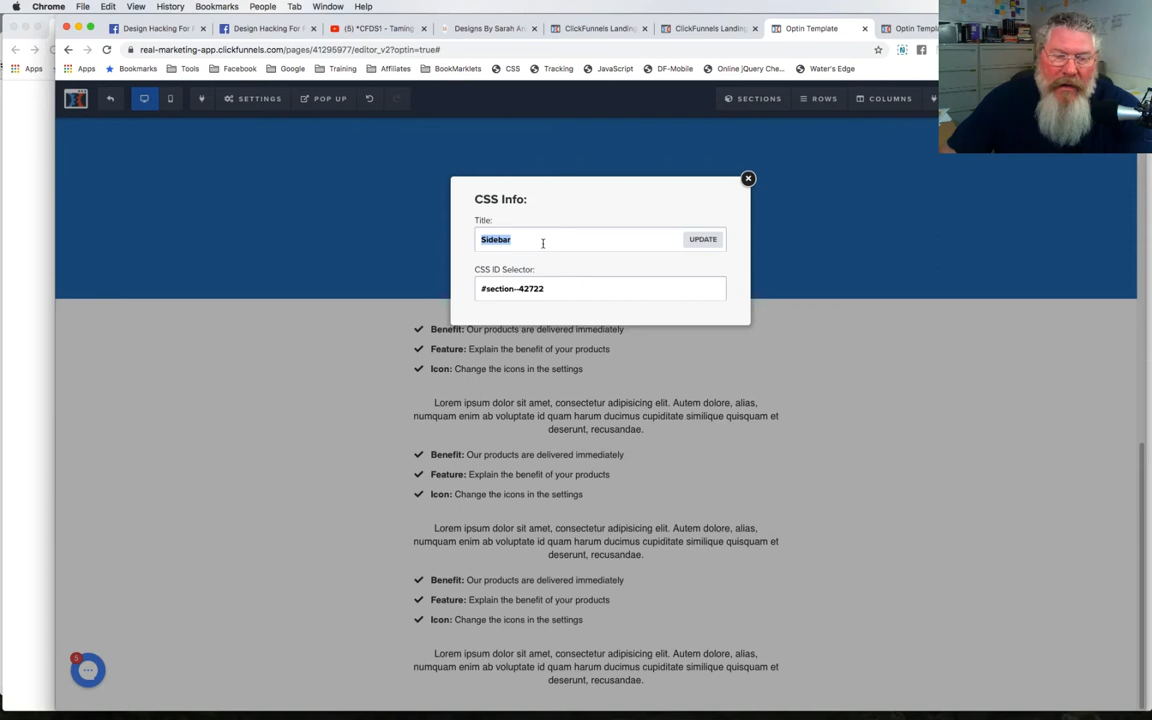 Chrome File Edit View History Bookmarks People Tab Window Help
Design Hacking For F
Design Hacking For F
(5) *CFDS1 - Taming
Designs By Sarah An
ClickFunnels Landing
ClickFunnels Landing
Optin Template
Optin Templ
real-marketing-app.clickfunnels.com/pages/41295977/editor_v2?optin=true#
Apps
Apps Bookmarks Tools Facebook Google Training Affiliates BookMarklets CSS Tracking JavaScript DF-Mobile Online jQuery Che... Water's Edge
SETTINGS POP UP SECTIONS ROWS COLUMNS
CSS Info:
Title:
Sidebar UPDATE
CSS ID Selector:
#section--42722
Benefit: Our products are delivered immediately
Feature: Explain the benefit of your products
Icon: Change the icons in the settings
Lorem ipsum dolor sit amet, consectetur adipisicing elit. Autem dolore, alias,
numquam enim ab voluptate id quam harum ducimus cupiditate similique quisquam et
deserunt, recusandae.
Benefit: Our products are delivered immediately
Feature: Explain the benefit of your products
Icon: Change the icons in the settings
Lorem ipsum dolor sit amet, consectetur adipisicing elit. Autem dolore, alias,
numquam enim ab voluptate id quam harum ducimus cupiditate similique quisquam et
deserunt, recusandae.
Benefit: Our products are delivered immediately
Feature: Explain the benefit of your products
Icon: Change the icons in the settings
Lorem ipsum dolor sit amet, consectetur adipisicing elit. Autem dolore, alias,
numquam enim ab voluptate id quam harum ducimus cupiditate similique quisquam et
deserunt, recusandae.
5